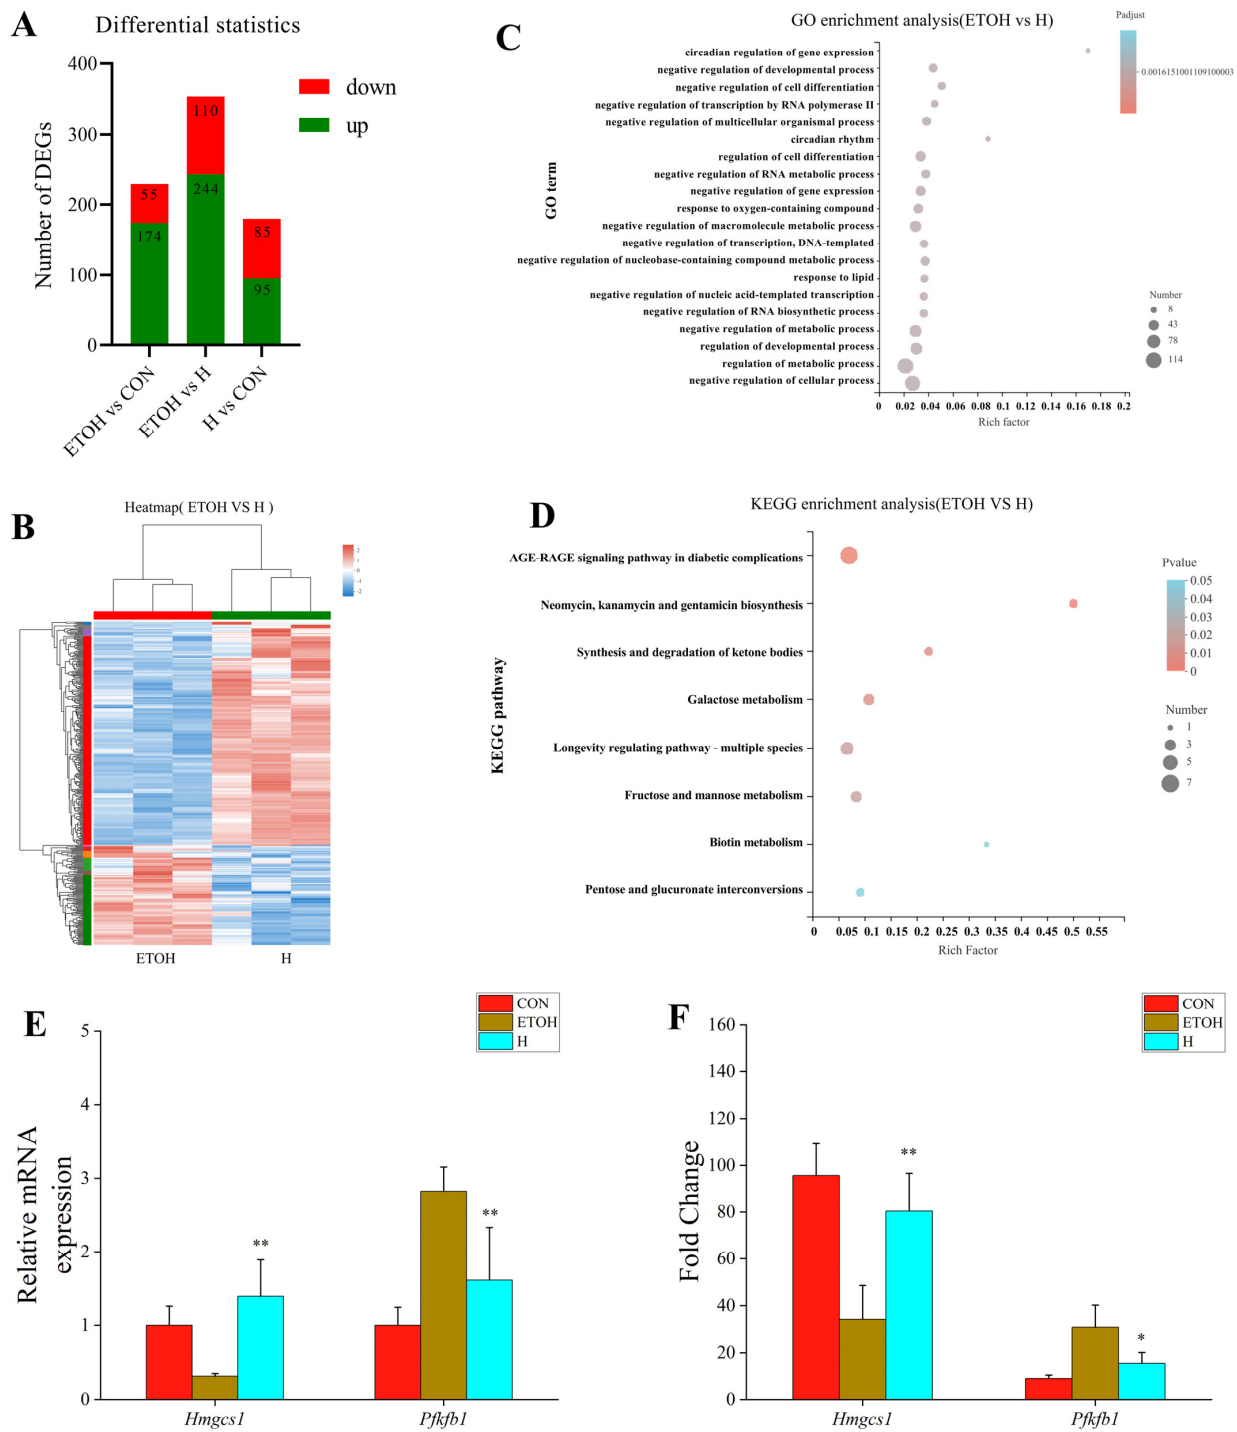 A
Differential statistics
400
300
200
100
0
Number of DEGs
down
up
55
174
110
244
85
95
ETOH vs CON
ETOH vs H
H vs CON
C
GO enrichment analysis(ETOH vs H)
Padjust
0.0016151001109100003
GO term
circadian regulation of gene expression
negative regulation of developmental process
negative regulation of cell differentiation
negative regulation of transcription by RNA polymerase II
negative regulation of multicellular organismal process
circadian rhythm
regulation of cell differentiation
negative regulation of RNA metabolic process
negative regulation of gene expression
response to oxygen-containing compound
negative regulation of macromolecule metabolic process
negative regulation of transcription, DNA-templated
negative regulation of nucleobase-containing compound metabolic process
response to lipid
negative regulation of nucleic acid-templated transcription
negative regulation of RNA biosynthetic process
negative regulation of metabolic process
regulation of developmental process
regulation of metabolic process
negative regulation of cellular process
Number
8
43
78
114
0 0.02 0.04 0.06 0.08 0.1 0.12 0.14 0.16 0.18 0.2
Rich factor
B
Heatmap( ETOH VS H )
2
1
0
-1
-2
ETOH H
D
KEGG enrichment analysis(ETOH VS H)
KEGG pathway
AGE-RAGE signaling pathway in diabetic complications
Neomycin, kanamycin and gentamicin biosynthesis
Synthesis and degradation of ketone bodies
Galactose metabolism
Longevity regulating pathway - multiple species
Fructose and mannose metabolism
Biotin metabolism
Pentose and glucuronate interconversions
Pvalue
0.05
0.04
0.03
0.02
0.01
0
Number
1
3
5
7
0 0.05 0.1 0.15 0.2 0.25 0.3 0.35 0.4 0.45 0.5 0.55
Rich Factor
E
CON
ETOH
H
5
4
3
2
1
0
Relative mRNA
expression
**
**
Hmgcs1 Pfkfb1
F
CON
ETOH
H
160
140
120
100
80
60
40
20
0
Fold Change
**
*
Hmgcs1 Pfkfb1